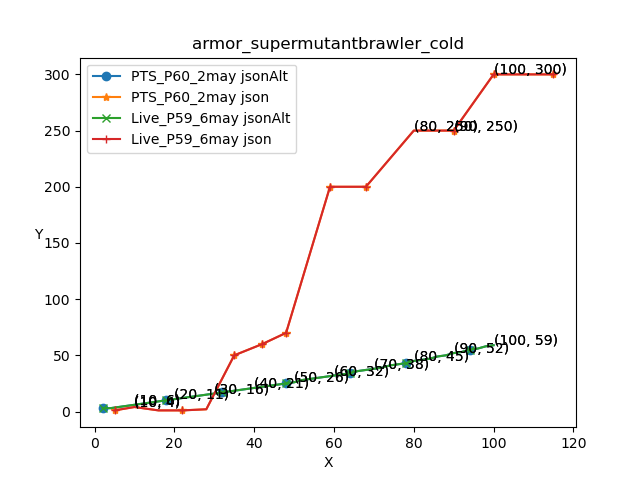 armor_supermutantbrawler_cold
PTS_P60_2may jsonAlt
PTS_P60_2may json
Live_P59_6may jsonAlt
Live_P59_6may json
Y
300
250
200
150
100
50
0
(100, 300)
(80, 250)
(90, 250)
(100, 59)
(90, 52)
(80, 45)
(70, 38)
(60, 32)
(50, 26)
(40, 21)
(30, 16)
(20, 11)
(10, 6)
(10, 4)
0 20 40 60 80 100 120
X